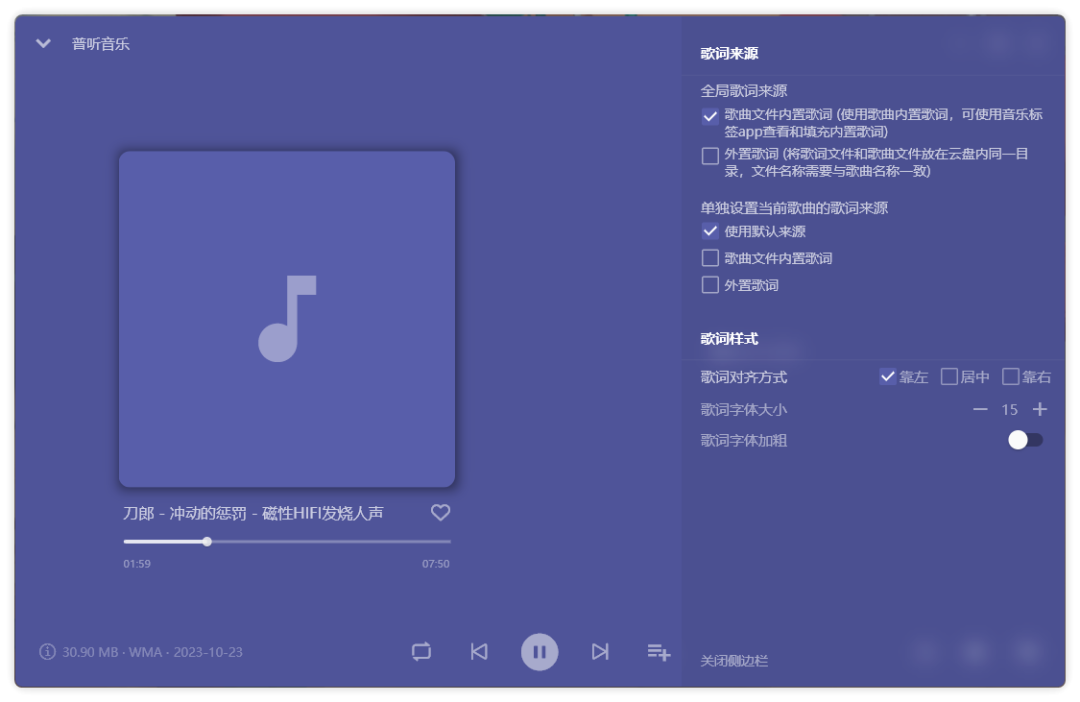 普听音乐
刀郎 - 冲动的惩罚 - 磁性HIFI发烧人声
01:59
07:50
30.90 MB · WMA · 2023-10-23
歌词来源
全局歌词来源
歌曲文件内置歌词 (使用歌曲内置歌词，可使用音乐标
签app查看和填充内置歌词)
外置歌词 (将歌词文件和歌曲文件放在云盘内同一目
录，文件名称需要与歌曲名称一致)
单独设置当前歌曲的歌词来源
使用默认来源
歌曲文件内置歌词
外置歌词
歌词样式
歌词对齐方式 靠左 居中 靠右
歌词字体大小 15
歌词字体加粗
关闭侧边栏